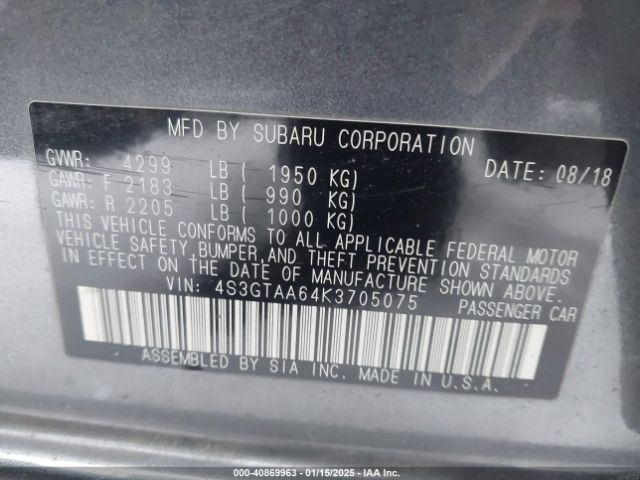 MFD BY SUBARU CORPORATION
GVWR: 4299 LB ( 1950 KG) DATE: 08/18
GAWR: F 2183 LB ( 990 KG)
GAWR: R 2205 LB ( 1000 KG)
THIS VEHICLE CONFORMS TO ALL APPLICABLE FEDERAL MOTOR
VEHICLE SAFETY,BUMPER,AND THEFT PREVENTION STANDARDS
IN EFFECT ON THE DATE OF MANUFACTURE SHOWN ABOVE.
VIN: 4S3GTAA64K3705075 PASSENGER CAR
ASSEMBLED BY SIA INC. MADE IN U.S.A.
000-40869963 - 01/15/2025 - IAA Inc.